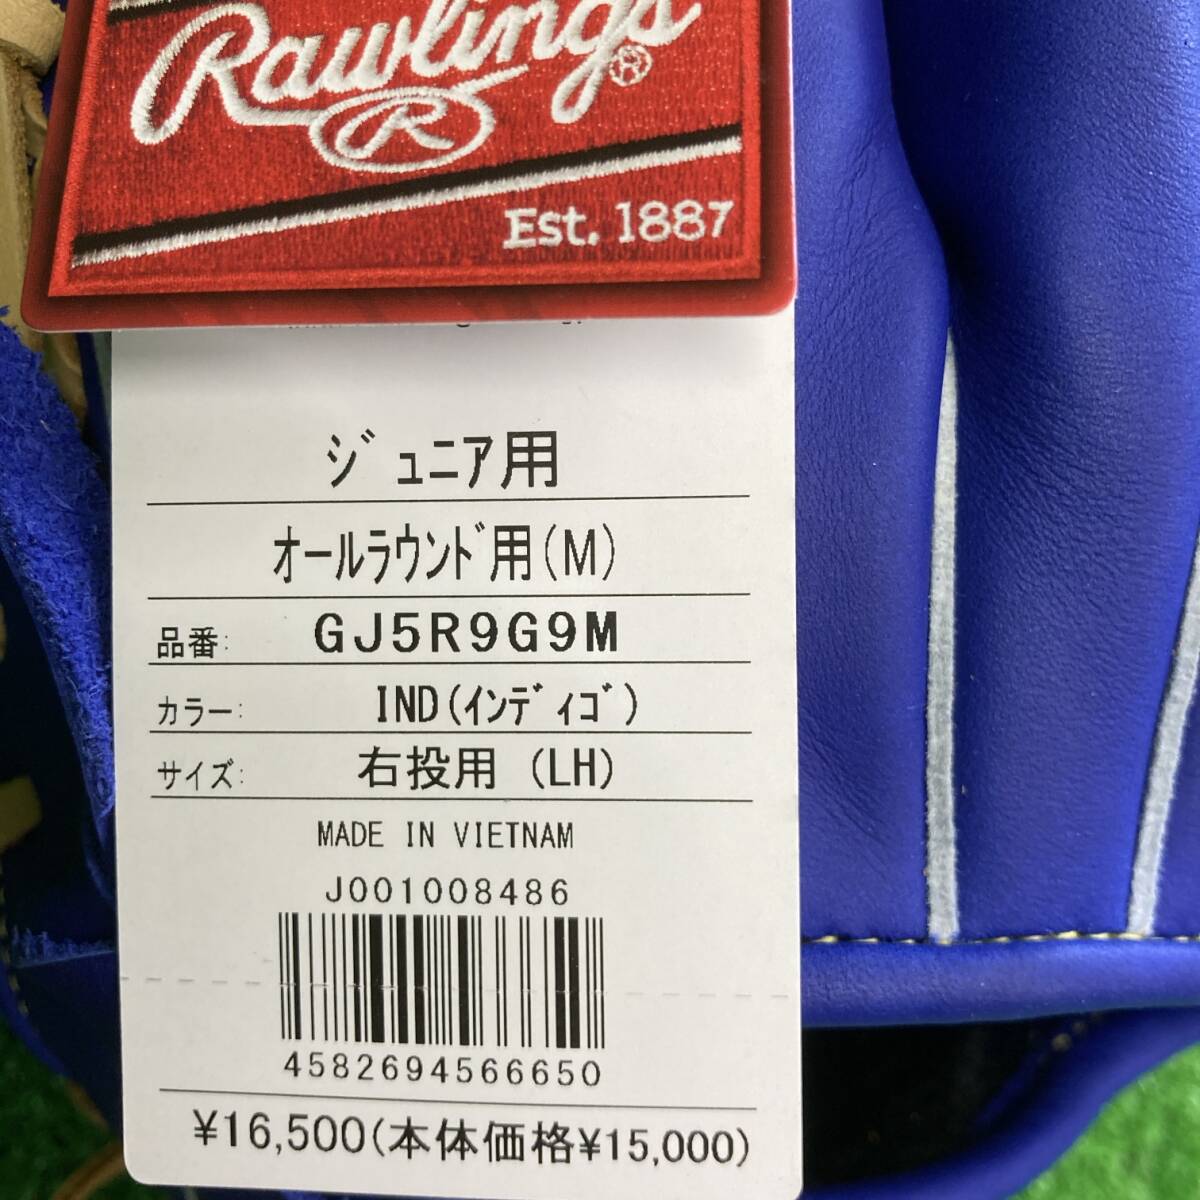 Rawlings®
R
Est. 1887
ジュニア用
オールラウンド用(M)
品番: GJ5R9G9M
カラー: IND(インディゴ)
サイズ: 右投用 (LH)
MADE IN VIETNAM
J001008486
4582694566650
¥16,500(本体価格¥15,000)